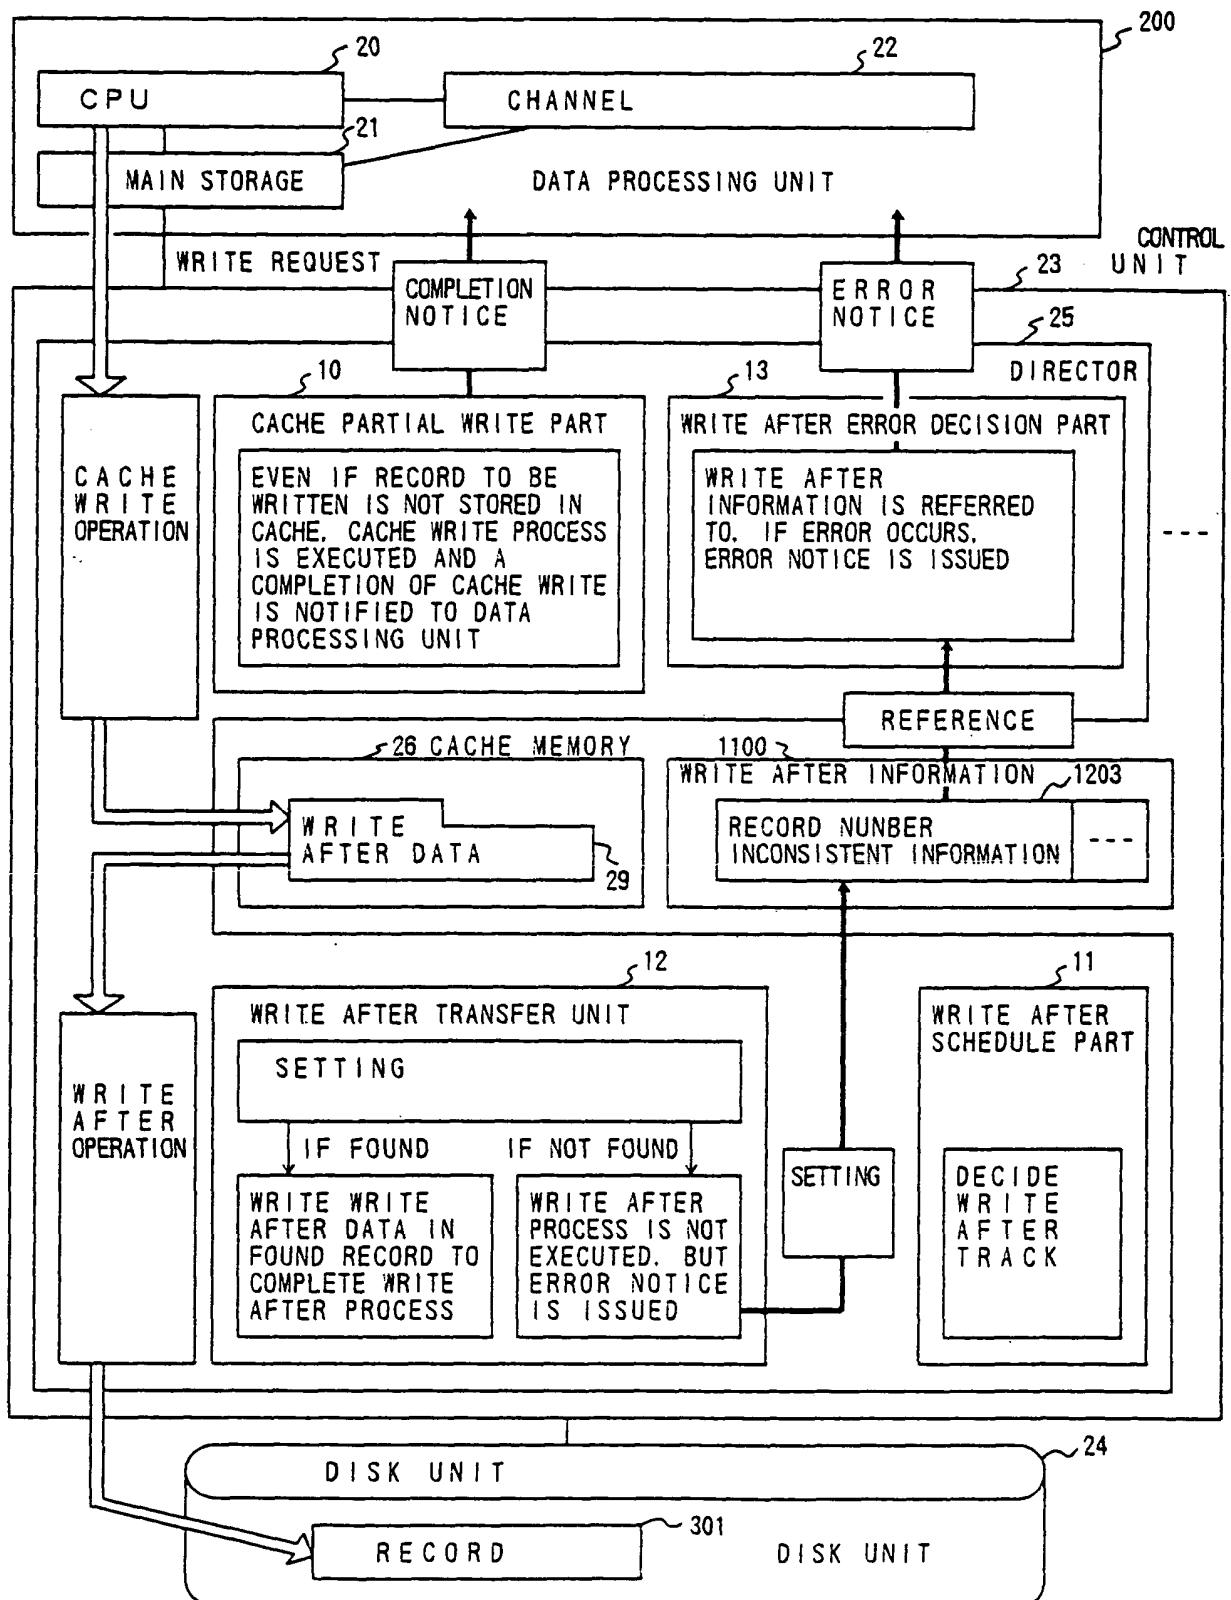 200
20
22
CPU
CHANNEL
21
MAIN STORAGE
DATA PROCESSING UNIT
WRITE REQUEST
CONTROL
UNIT
23
COMPLETION
NOTICE
ERROR
NOTICE
25
DIRECTOR
10
13
CACHE
WRITE
OPERATION
CACHE PARTIAL WRITE PART
EVEN IF RECORD TO BE
WRITTEN IS NOT STORED IN
CACHE. CACHE WRITE PROCESS
IS EXECUTED AND A
COMPLETION OF CACHE WRITE
IS NOTIFIED TO DATA
PROCESSING UNIT
WRITE AFTER ERROR DECISION PART
WRITE AFTER
INFORMATION IS REFERRED
TO. IF ERROR OCCURS.
ERROR NOTICE IS ISSUED
---
REFERENCE
26 CACHE MEMORY
1100
WRITE AFTER INFORMATION
1203
WRITE
AFTER DATA
29
RECORD NUNBER
INCONSISTENT INFORMATION
---
12
11
WRITE
AFTER
OPERATION
WRITE AFTER TRANSFER UNIT
SETTING
IF FOUND
IF NOT FOUND
WRITE WRITE
AFTER DATA IN
FOUND RECORD TO
COMPLETE WRITE
AFTER PROCESS
WRITE AFTER
PROCESS IS NOT
EXECUTED. BUT
ERROR NOTICE
IS ISSUED
SETTING
WRITE AFTER
SCHEDULE PART
DECIDE
WRITE
AFTER
TRACK
24
DISK UNIT
301
RECORD
DISK UNIT